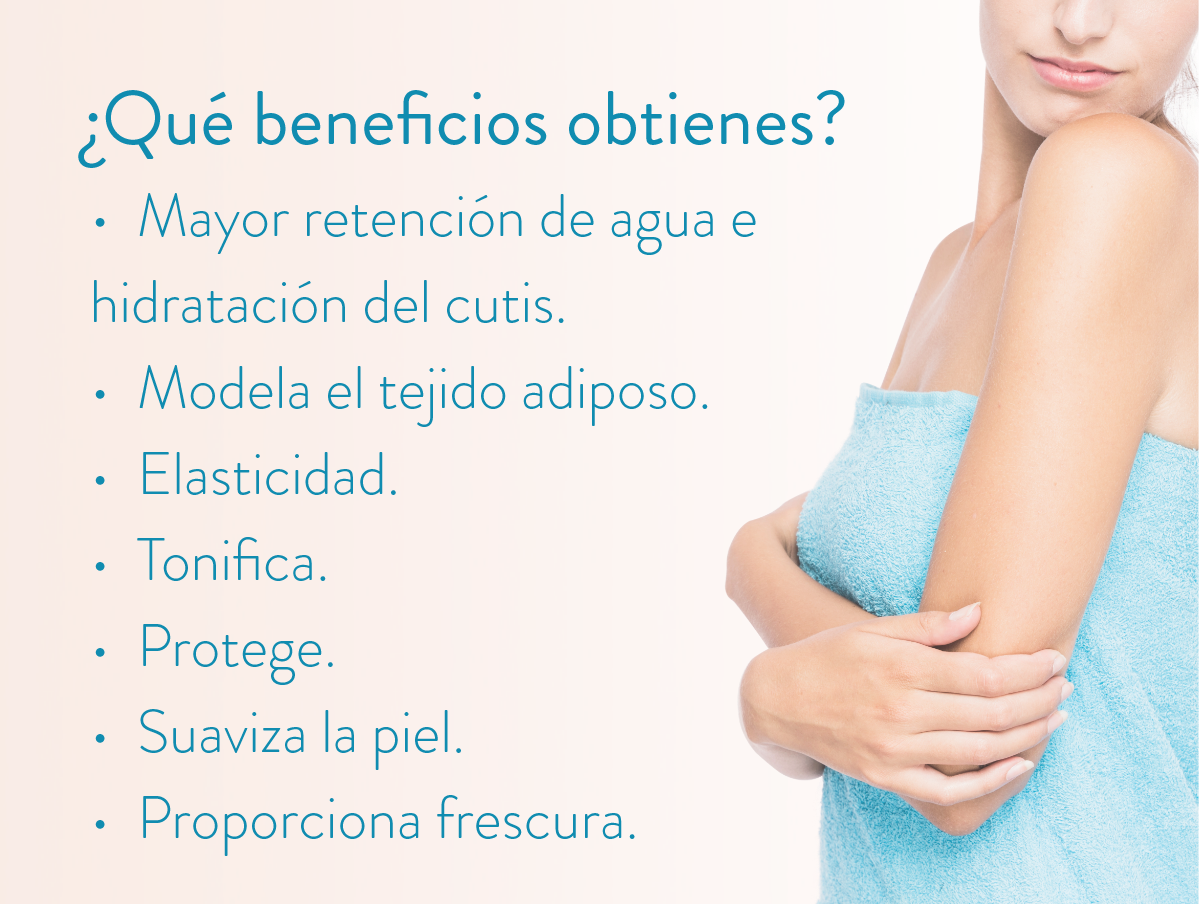 ¿Qué beneficios obtienes?
• Mayor retención de agua e
hidratación del cutis.
• Modela el tejido adiposo.
• Elasticidad.
• Tonifica.
• Protege.
• Suaviza la piel.
• Proporciona frescura.